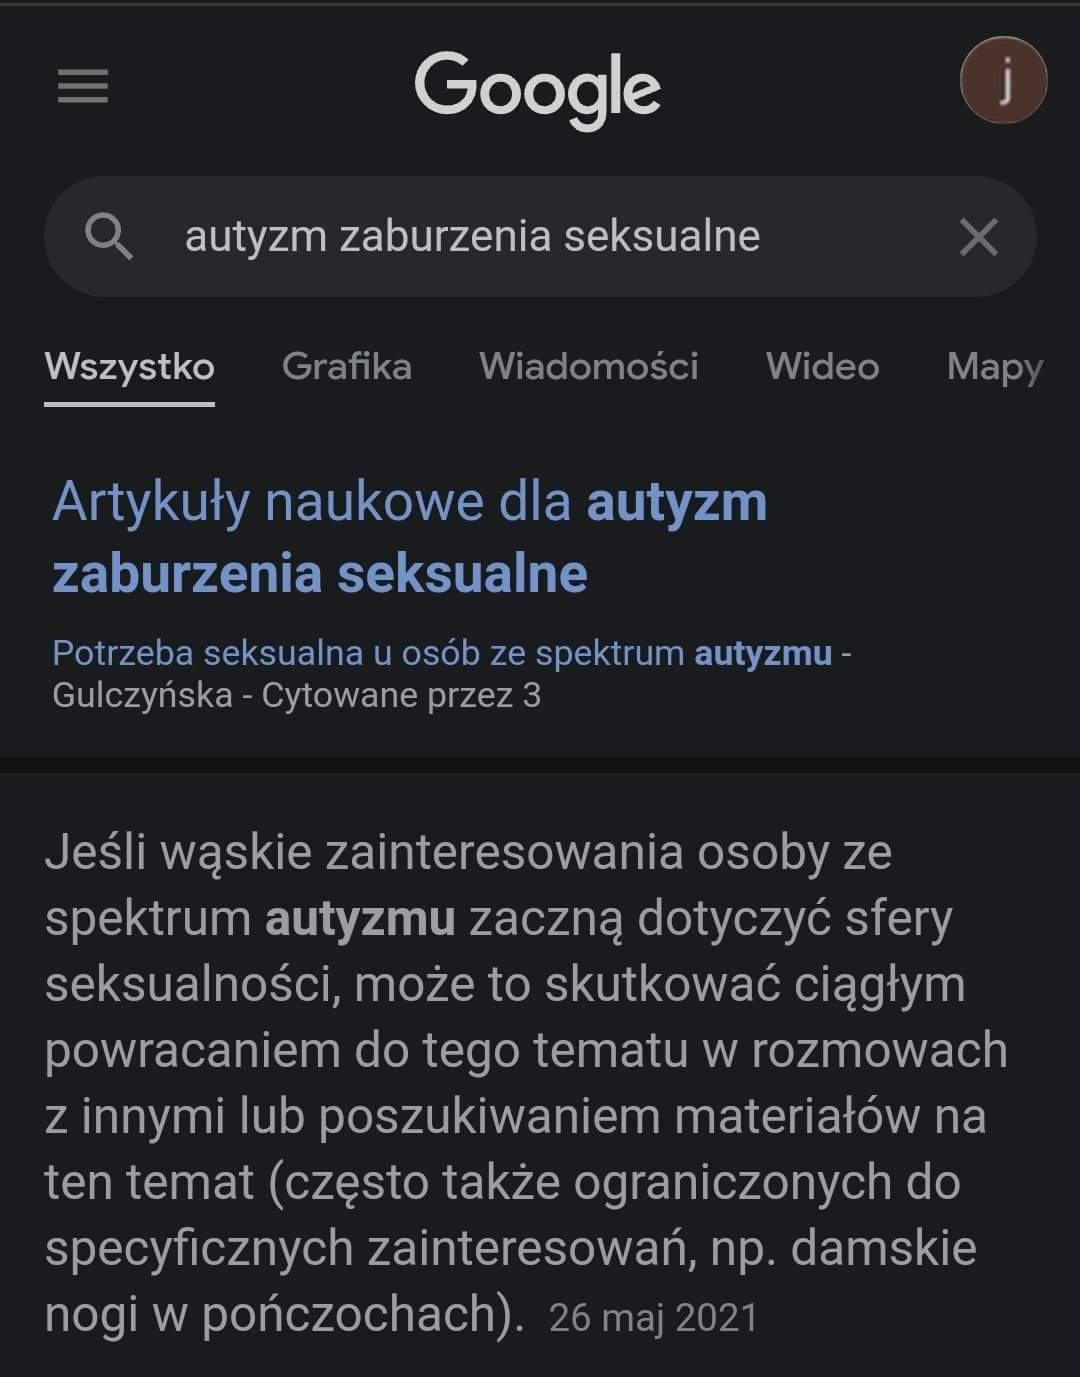 Google
j
autyzm zaburzenia seksualne
Wszystko Grafika Wiadomości Wideo Mapy
Artykuły naukowe dla autyzm
zaburzenia seksualne
Potrzeba seksualna u osób ze spektrum autyzmu -
Gulczyńska - Cytowane przez 3
Jeśli wąskie zainteresowania osoby ze
spektrum autyzmu zaczną dotyczyć sfery
seksualności, może to skutkować ciągłym
powracaniem do tego tematu w rozmowach
z innymi lub poszukiwaniem materiałów na
ten temat (często także ograniczonych do
specyficznych zainteresowań, np. damskie
nogi w pończochach). 26 maj 2021